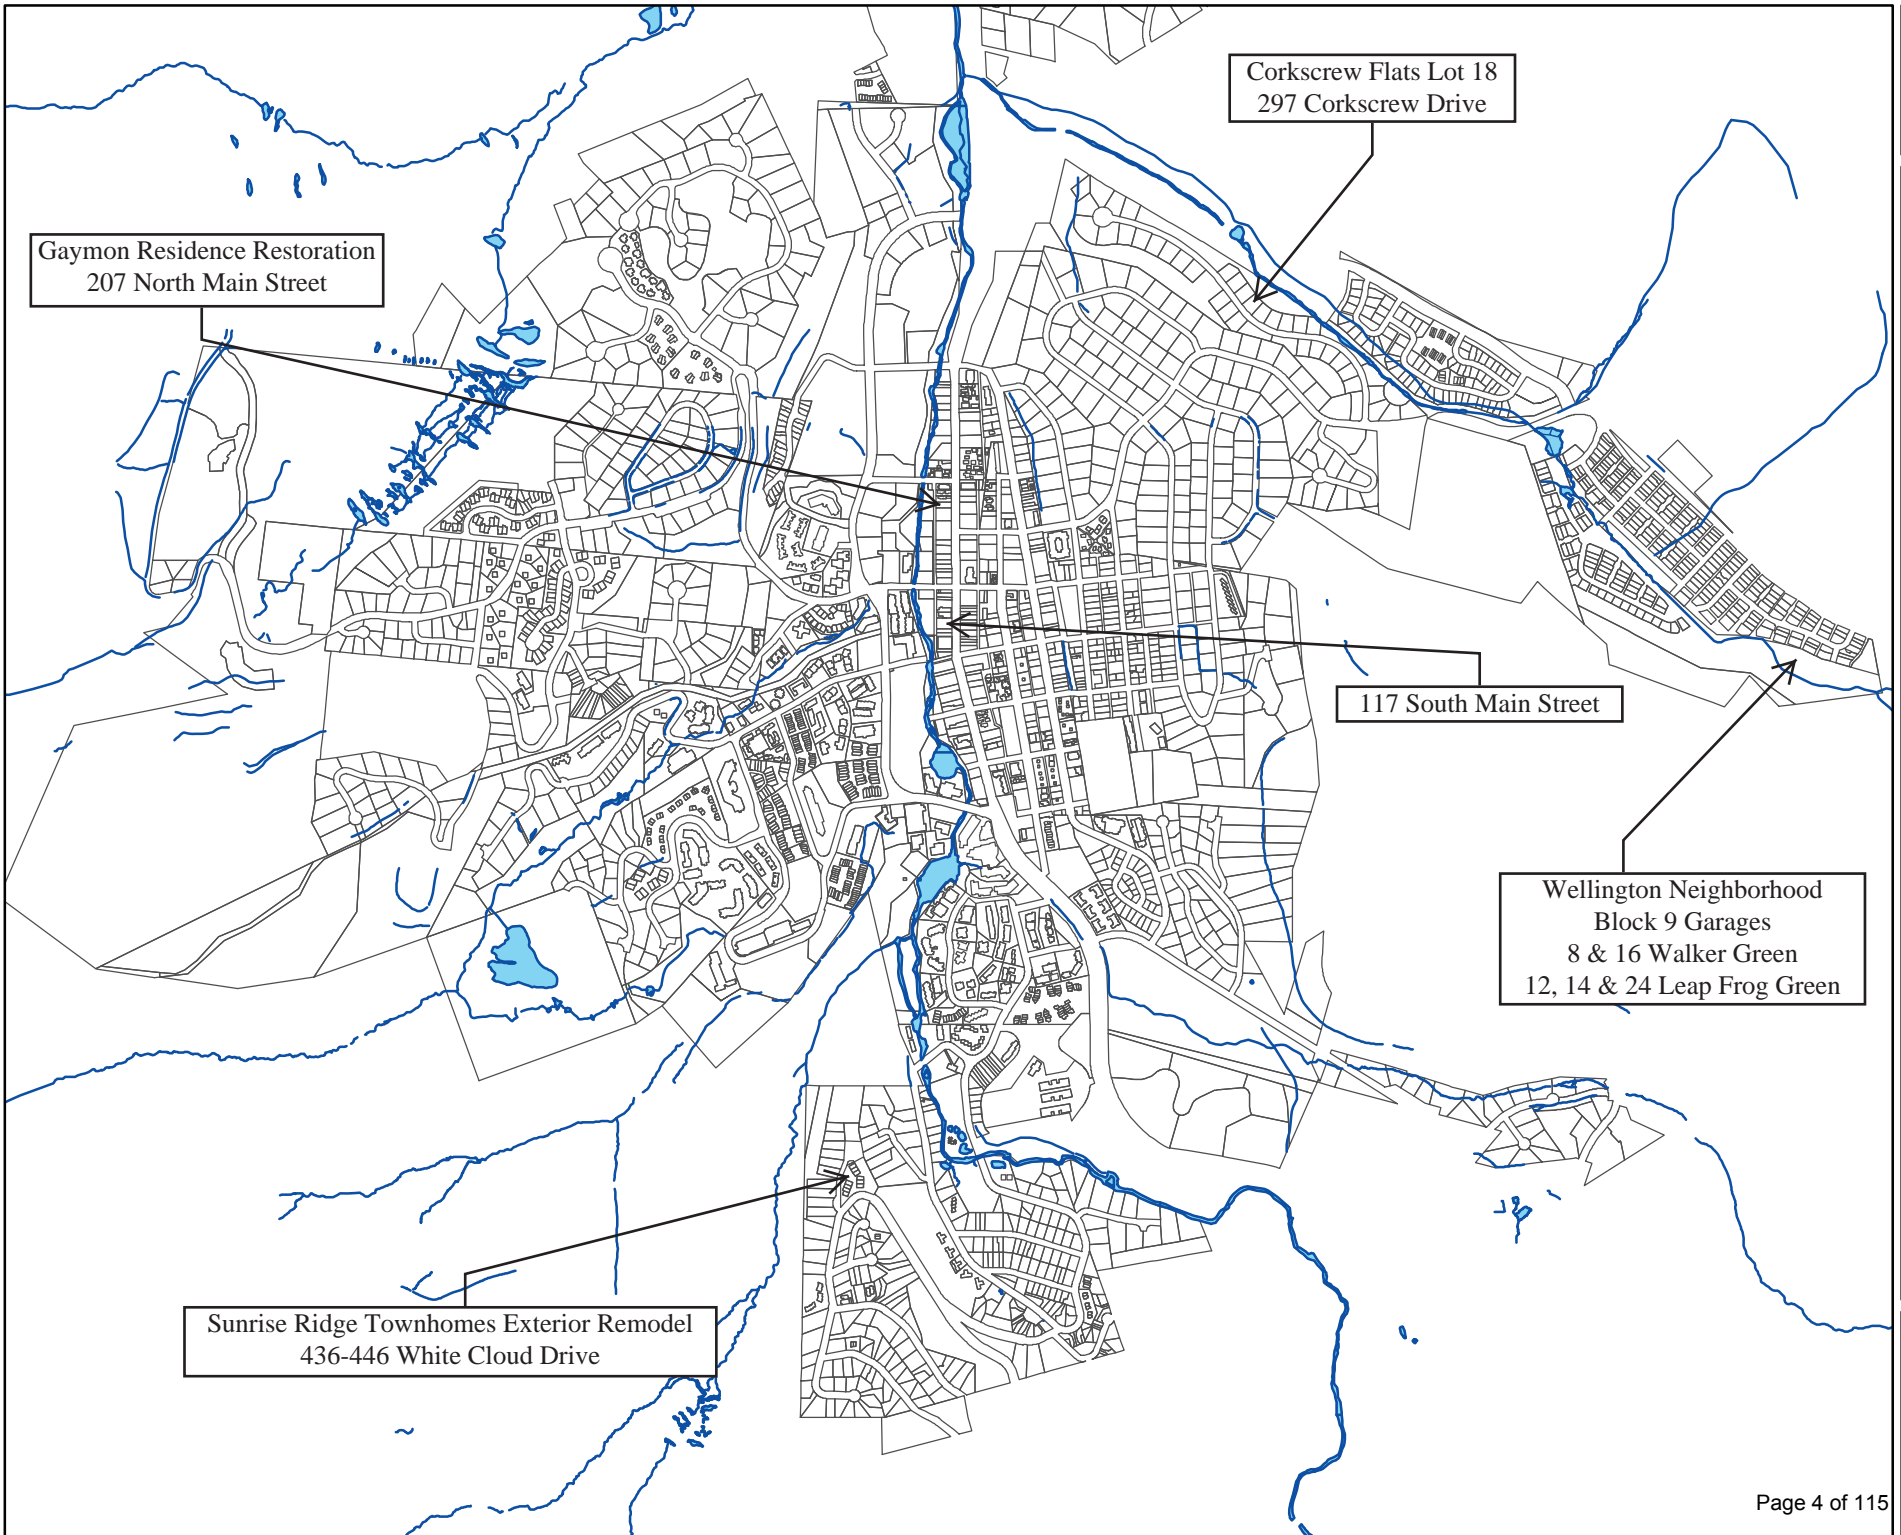 Corkscrew Flats Lot 18
297 Corkscrew Drive
Gaymon Residence Restoration
207 North Main Street
117 South Main Street
Wellington Neighborhood
Block 9 Garages
8 & 16 Walker Green
12, 14 & 24 Leap Frog Green
Sunrise Ridge Townhomes Exterior Remodel
436-446 White Cloud Drive
Page 4 of 115